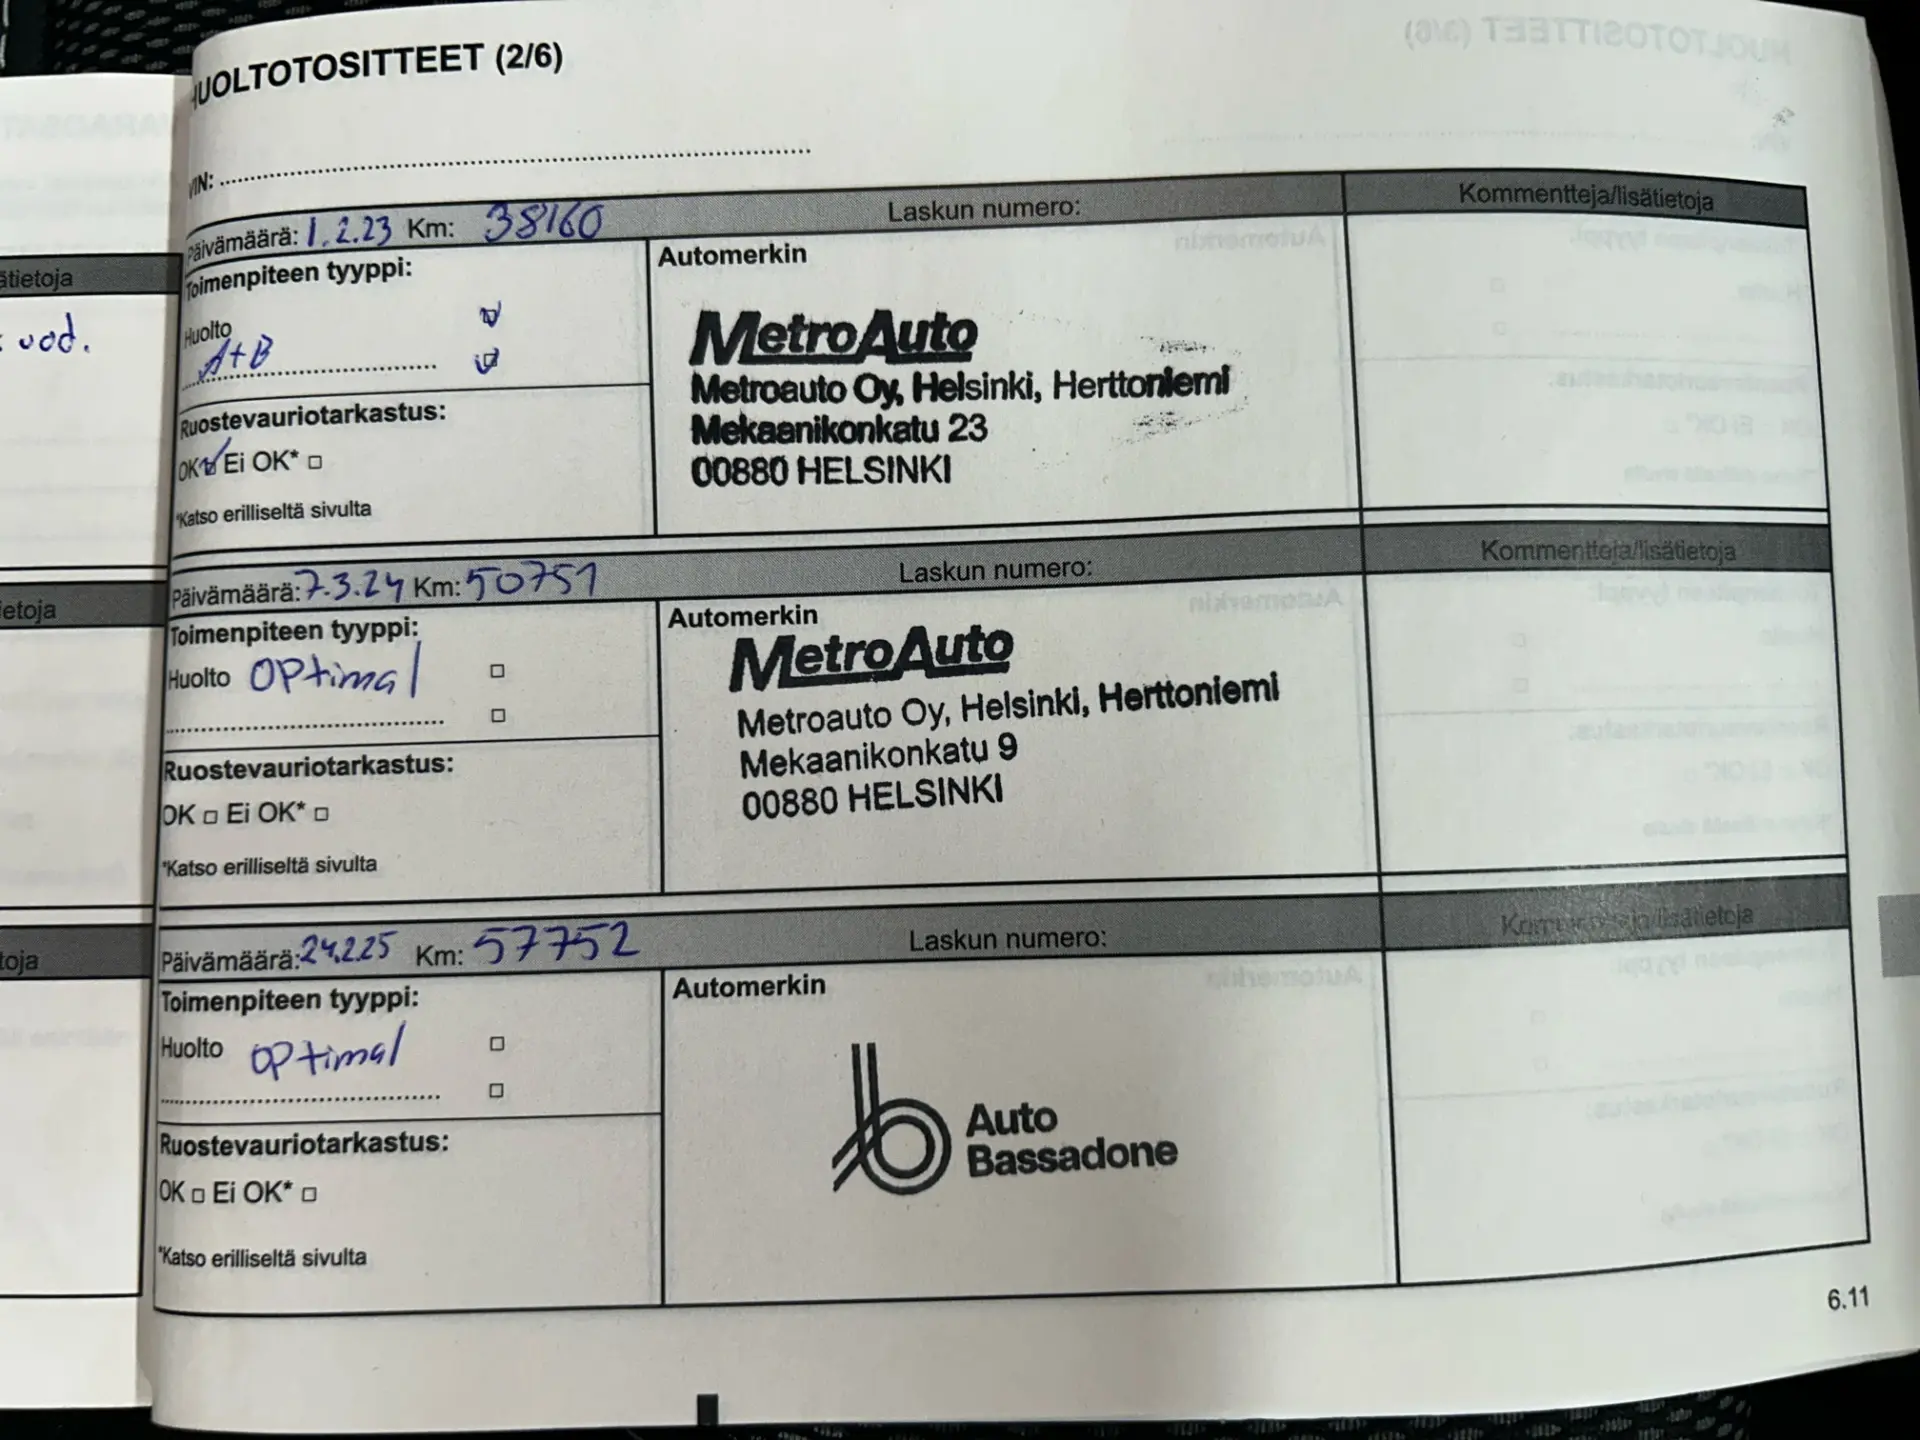 HUOLTOTOSITTEET (2/6)
VIN:
Päivämäärä: 1.2.23 Km: 38160 Laskun numero: Kommentteja/lisätietoja
Toimenpiteen tyyppi:
Huolto
A+B
Ruostevauriotarkastus:
OK Ei OK*
*Katso erilliseltä sivulta
Automerkin
MetroAuto
Metroauto Oy, Helsinki, Herttoniemi
Mekaanikonkatu 23
00880 HELSINKI
Päivämäärä: 7.3.24 Km: 50751 Laskun numero: Kommentteja/lisätietoja
Toimenpiteen tyyppi:
Huolto OPtimal
Ruostevauriotarkastus:
OK Ei OK*
*Katso erilliseltä sivulta
Automerkin
MetroAuto
Metroauto Oy, Helsinki, Herttoniemi
Mekaanikonkatu 9
00880 HELSINKI
Päivämäärä: 24.2.25 Km: 57752 Laskun numero: Kommentteja/lisätietoja
Toimenpiteen tyyppi:
Huolto OPtimal
Ruostevauriotarkastus:
OK Ei OK*
*Katso erilliseltä sivulta
Automerkin
Auto
Bassadone
6.11